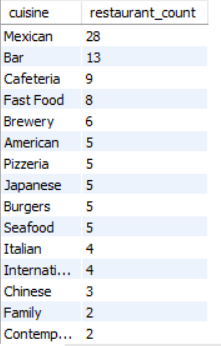 cuisine restaurant_count
Mexican 28
Bar 13
Cafeteria 9
Fast Food 8
Brewery 6
American 5
Pizzeria 5
Japanese 5
Burgers 5
Seafood 5
Italian 4
Internati... 4
Chinese 3
Family 2
Contemp... 2